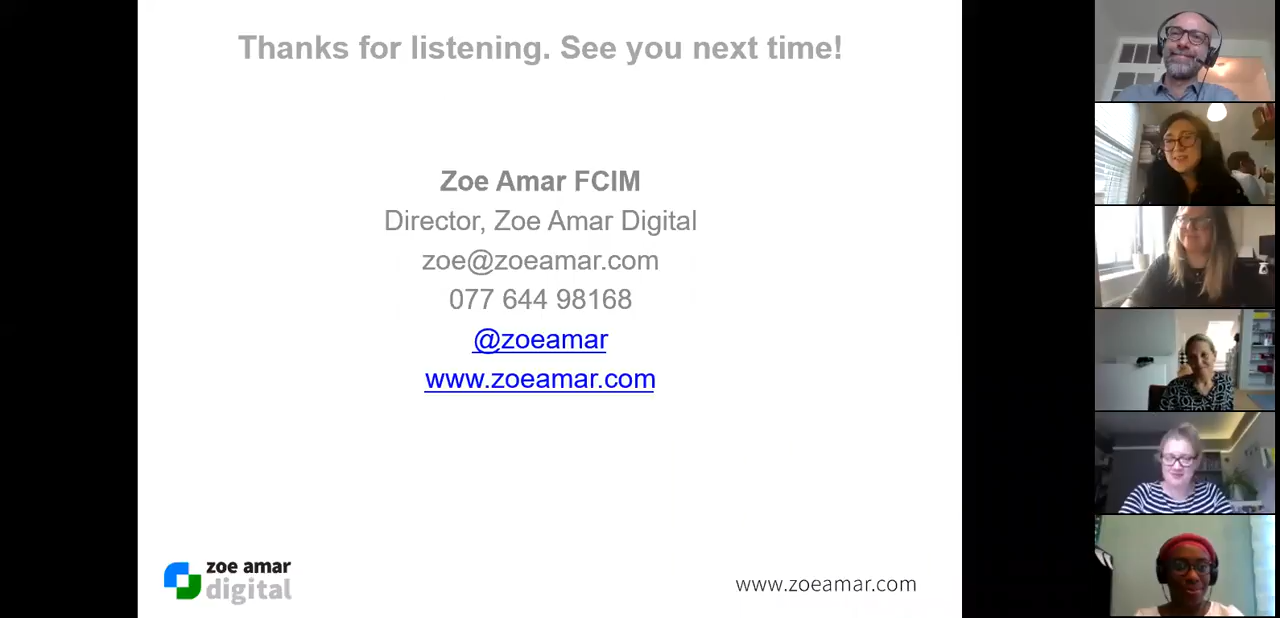 Thanks for listening. See you next time!
Zoe Amar FCIM
Director, Zoe Amar Digital
zoe@zoeamar.com
077 644 98168
@zoeamar
www.zoeamar.com
zoe amar
digital
www.zoeamar.com